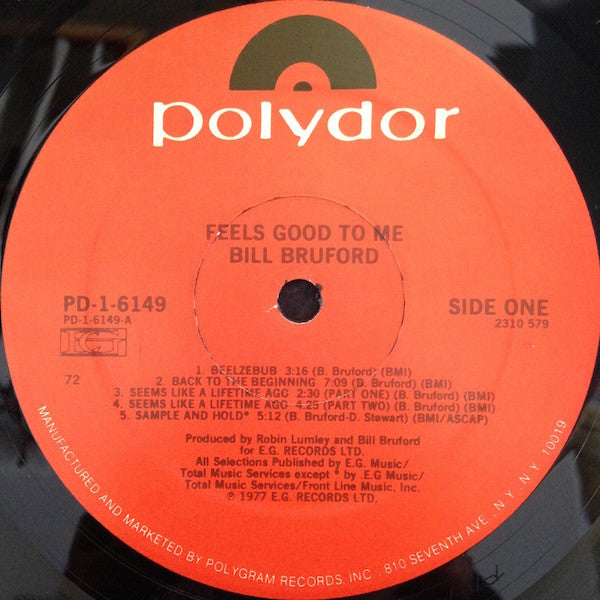 polydor
FEELS GOOD TO ME
BILL BRUFORD
PD-1-6149
PD-1-6149-A
EG
SIDE ONE
2310 579
72
1. BEELZEBUB 3:16 (B. Bruford) (BMI)
2. BACK TO THE BEGINNING 7:09 (B. Bruford) (BMI)
3. SEEMS LIKE A LIFETIME AGO 2:30 (PART ONE) (B. Bruford) (BMI)
4. SEEMS LIKE A LIFETIME AGO 4:25 (PART TWO) (B. Bruford) (BMI)
5. SAMPLE AND HOLD* 5:12 (B. Bruford-D. Stewart) (BMI/ASCAP)
Produced by Robin Lumley and Bill Bruford
for E.G. RECORDS LTD.
All Selections Published by E.G. Music/
Total Music Services except * by .E.G Music/
Total Music Services/Front Line Music, Inc.
℗ 1977 E.G. RECORDS LTD.
MANUFACTURED AND MARKETED BY POLYGRAM RECORDS, INC . 810 SEVENTH AVE . N.Y. N.Y. 10019